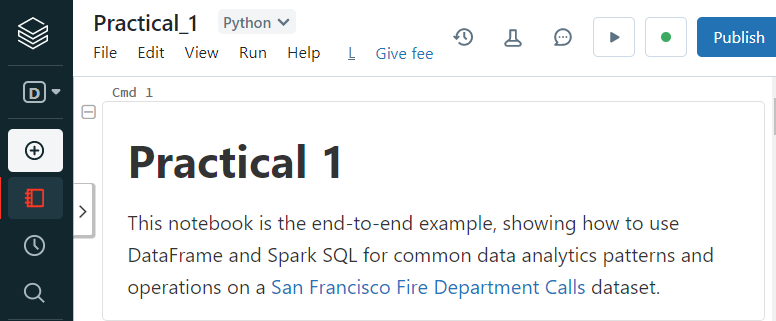 Practical_1 Python
File Edit View Run Help L Give fee
Publish
D
Cmd 1
Practical 1
This notebook is the end-to-end example, showing how to use
DataFrame and Spark SQL for common data analytics patterns and
operations on a San Francisco Fire Department Calls dataset.